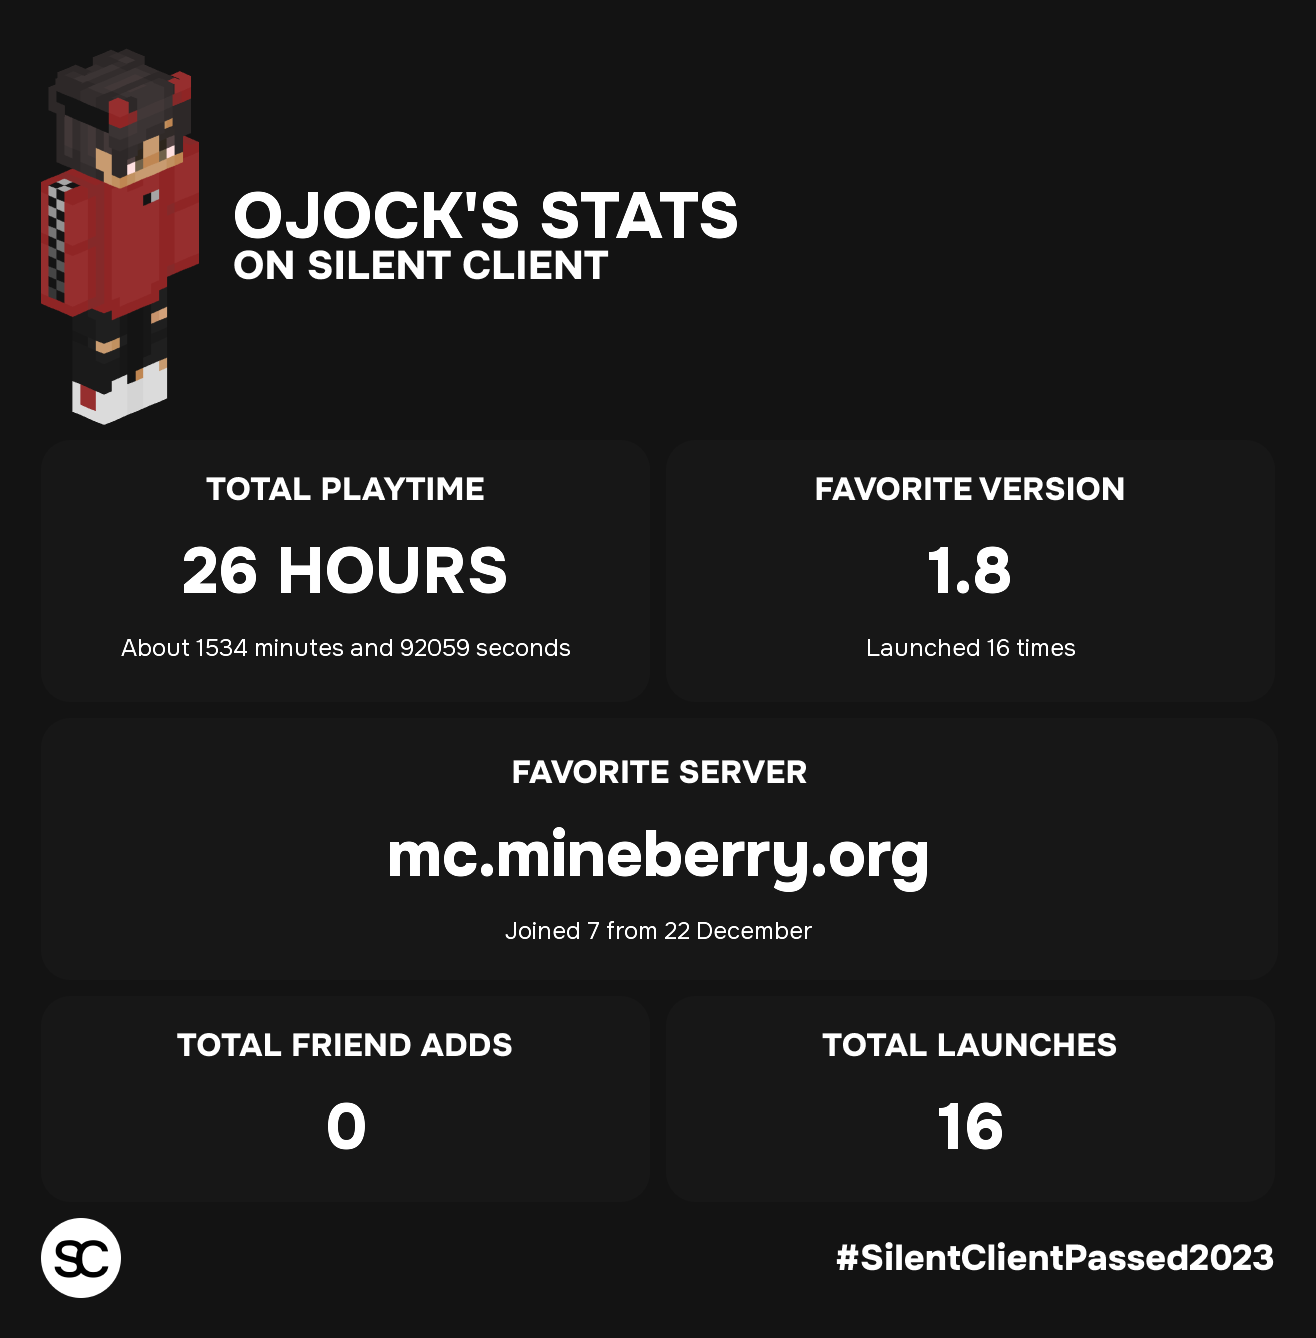 OJOCK'S STATS
ON SILENT CLIENT
TOTAL PLAYTIME
26 HOURS
About 1534 minutes and 92059 seconds
FAVORITE VERSION
1.8
Launched 16 times
FAVORITE SERVER
mc.mineberry.org
Joined 7 from 22 December
TOTAL FRIEND ADDS
0
TOTAL LAUNCHES
16
SC
#SilentClientPassed2023